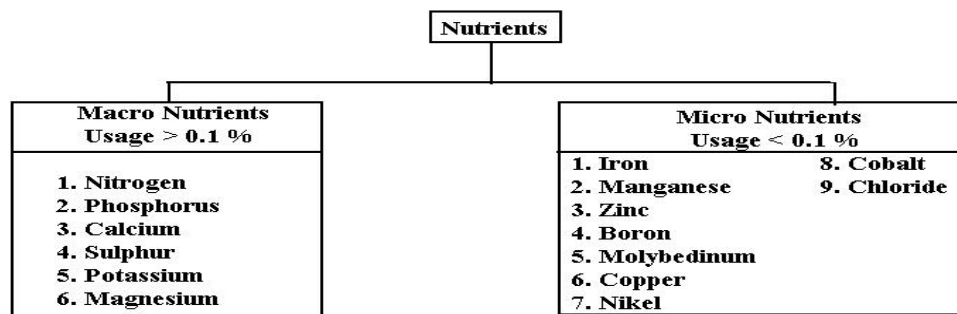 Nutrients
Macro Nutrients
Usage > 0.1 %
1. Nitrogen
2. Phosphorus
3. Calcium
4. Sulphur
5. Potassium
6. Magnesium
Micro Nutrients
Usage < 0.1 %
1. Iron
2. Manganese
3. Zinc
4. Boron
5. Molybedinum
6. Copper
7. Nikel
8. Cobalt
9. Chloride